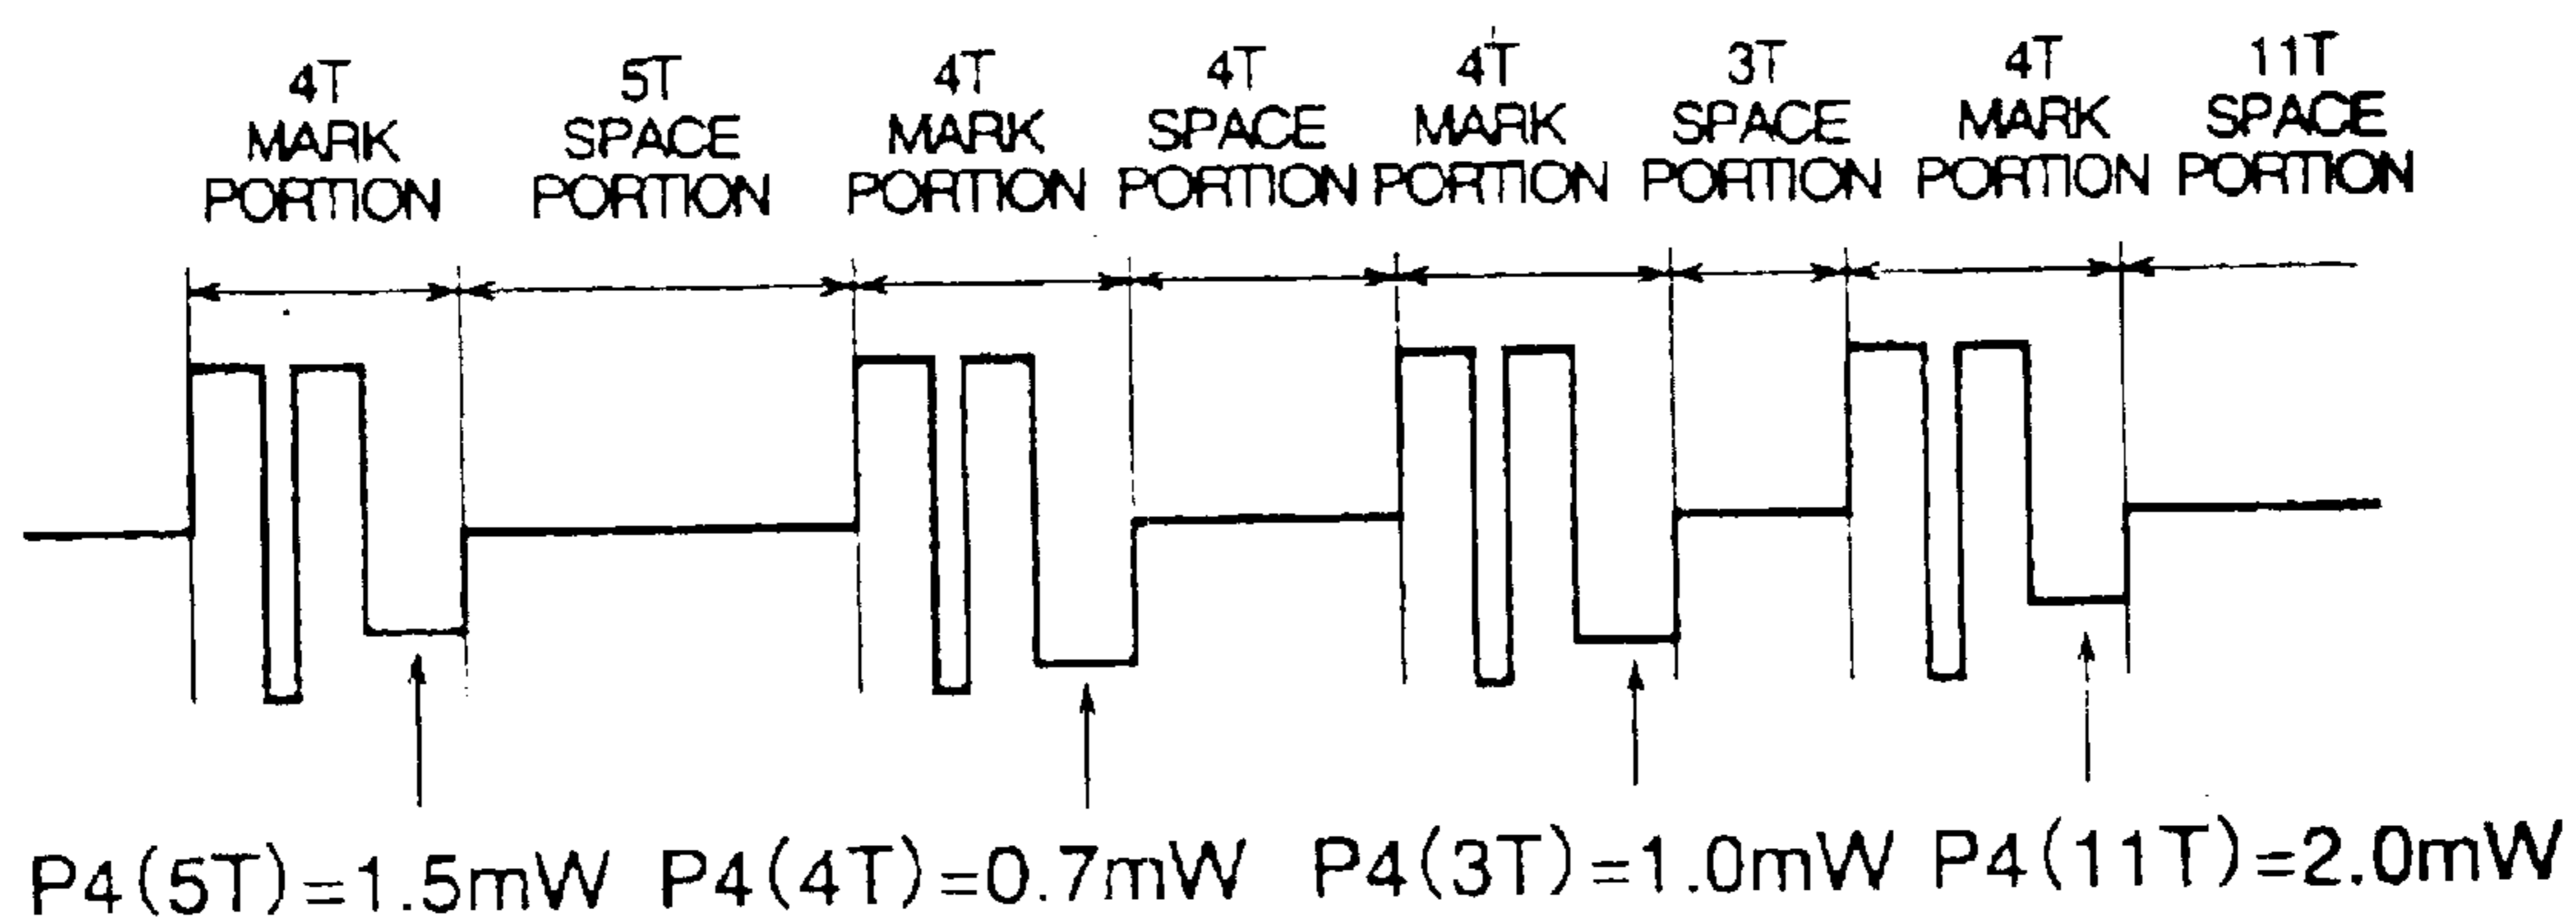 4T
MARK
PORTION
5T
SPACE
PORTION
4T
MARK
PORTION
4T
SPACE
PORTION
4T
MARK
PORTION
3T
SPACE
PORTION
4T
MARK
PORTION
11T
SPACE
PORTION
P4(5T)=1.5mW
P4(4T)=0.7mW
P4(3T)=1.0mW
P4(11T)=2.0mW